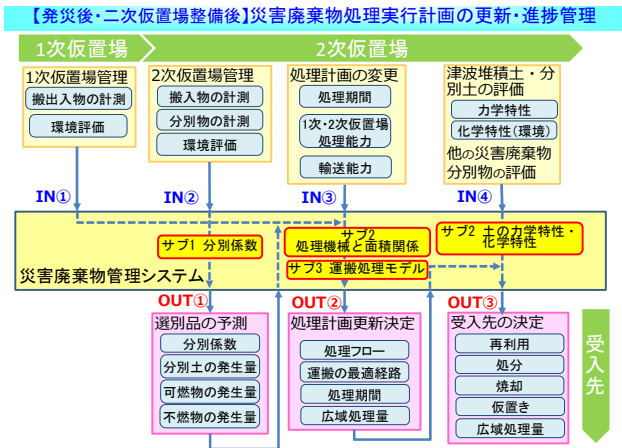 【発災後・二次仮置場整備後】災害廃棄物処理実行計画の更新・進捗管理
1次仮置場
2次仮置場
1次仮置場管理
搬出入物の計測
環境評価
2次仮置場管理
搬入物の計測
分別物の計測
環境評価
処理計画の変更
処理期間
1次・2次仮置場
処理能力
輸送能力
津波堆積土・分
別土の評価
力学特性
化学特性(環境)
他の災害廃棄物
分別物の評価
IN①
IN②
IN③
IN④
サブ1 分別係数
サブ2
処理機械と面積関係
サブ3 運搬処理モデル
サブ2 土の力学特性・
化学特性
災害廃棄物管理システム
OUT①
OUT②
OUT③
選別品の予測
分別係数
分別土の発生量
可燃物の発生量
不燃物の発生量
処理計画更新決定
処理フロー
運搬の最適経路
処理期間
広域処理量
受入先の決定
再利用
処分
焼却
仮置き
広域処理量
受入先